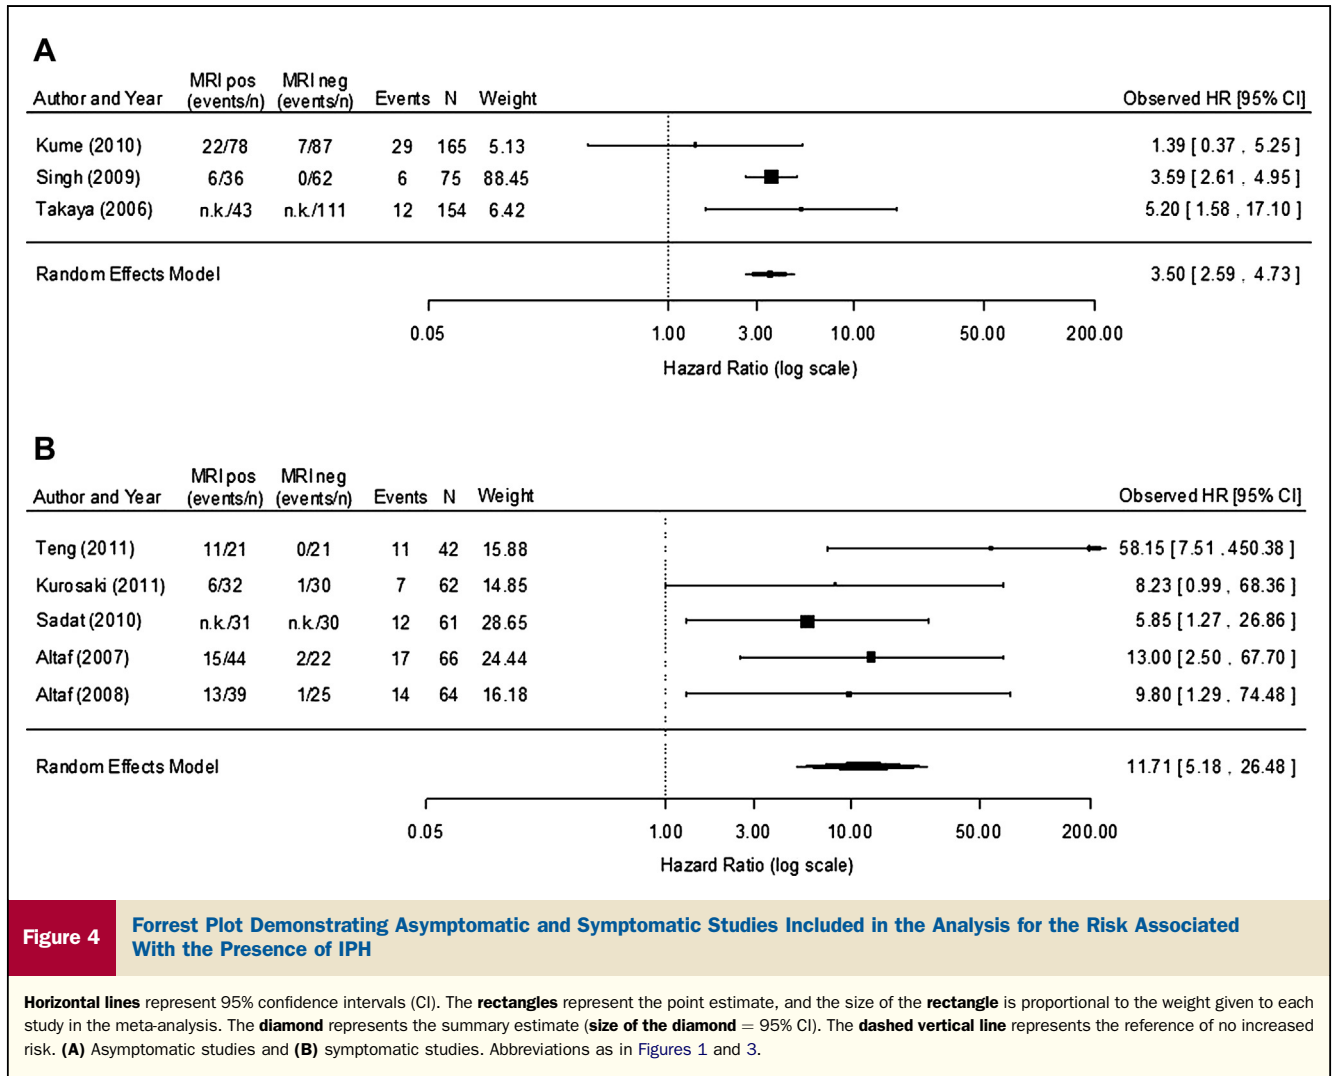 A
Author and Year MRI pos (events/n) MRI neg (events/n) Events N Weight Observed HR [95% CI]
Kume (2010) 22/78 7/87 29 165 5.13 1.39 [ 0.37 , 5.25 ]
Singh (2009) 6/36 0/62 6 75 88.45 3.59 [ 2.61 , 4.95 ]
Takaya (2006) n.k./43 n.k./111 12 154 6.42 5.20 [ 1.58 , 17.10 ]
Random Effects Model 3.50 [ 2.59 , 4.73 ]
0.05 1.00 3.00 10.00 50.00 200.00
Hazard Ratio (log scale)
B
Author and Year MRI pos (events/n) MRI neg (events/n) Events N Weight Observed HR [95% CI]
Teng (2011) 11/21 0/21 11 42 15.88 58.15 [ 7.51 , 450.38 ]
Kurosaki (2011) 6/32 1/30 7 62 14.85 8.23 [ 0.99 , 68.36 ]
Sadat (2010) n.k./31 n.k./30 12 61 28.65 5.85 [ 1.27 , 26.86 ]
Altaf (2007) 15/44 2/22 17 66 24.44 13.00 [ 2.50 , 67.70 ]
Altaf (2008) 13/39 1/25 14 64 16.18 9.80 [ 1.29 , 74.48 ]
Random Effects Model 11.71 [ 5.18 , 26.48 ]
0.05 1.00 3.00 10.00 50.00 200.00
Hazard Ratio (log scale)
Figure 4
Forrest Plot Demonstrating Asymptomatic and Symptomatic Studies Included in the Analysis for the Risk Associated
With the Presence of IPH
Horizontal lines represent 95% confidence intervals (CI). The rectangles represent the point estimate, and the size of the rectangle is proportional to the weight given to each
study in the meta-analysis. The diamond represents the summary estimate (size of the diamond = 95% CI). The dashed vertical line represents the reference of no increased
risk. (A) Asymptomatic studies and (B) symptomatic studies. Abbreviations as in Figures 1 and 3.